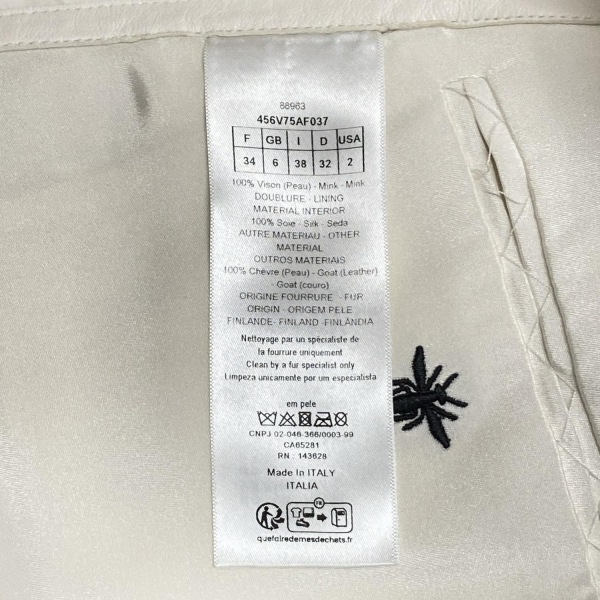 88963
456V75AF037
F GB I D USA
34 6 38 32 2
100% Vison (Peau) - Mink - Mink
DOUBLURE - LINING
MATERIAL INTERIOR
100% Soie - Silk - Seda
AUTRE MATERIAU - OTHER
MATERIAL
OUTROS MATERIAIS
100% Chèvre (Peau) - Goat (Leather)
- Goat (couro)
ORIGINE FOURRURE - FUR
ORIGIN - ORIGEM PELE
FINLANDE- FINLAND -FINLÂNDIA
Nettoyage par un spécialiste de
la fourrure uniquement
Clean by a fur specialist only
Limpeza unicamente por um especialista
em pele
CNPJ 02-046-366/0003-99
CA65281
RN : 143628
Made In ITALY
ITALIA
FR
quefairedemesdechets.fr